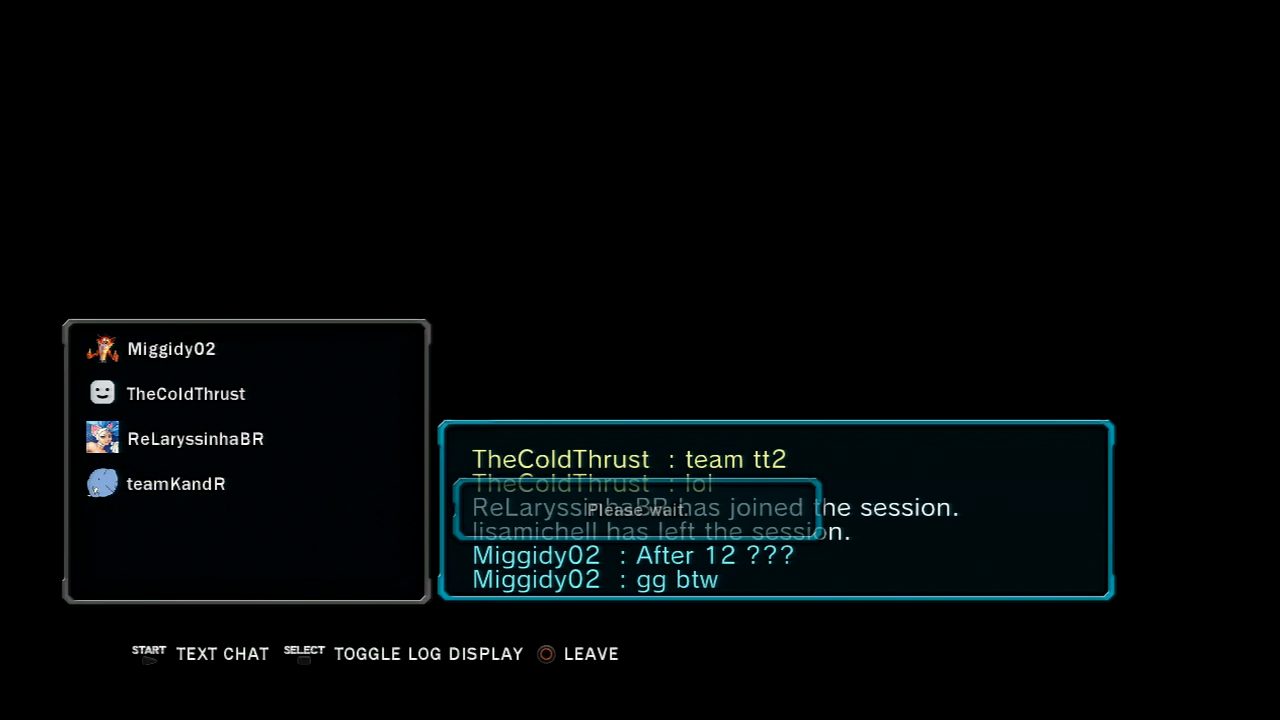 Miggidy02
TheColdThrust
ReLaryssinhaBR
teamKandR
TheColdThrust : team tt2
TheColdThrust : lol
ReLaryssinhaBR has joined the session.
Please wait.
lisamichell has left the session.
Miggidy02 : After 12 ???
Miggidy02 : gg btw
START TEXT CHAT SELECT TOGGLE LOG DISPLAY LEAVE